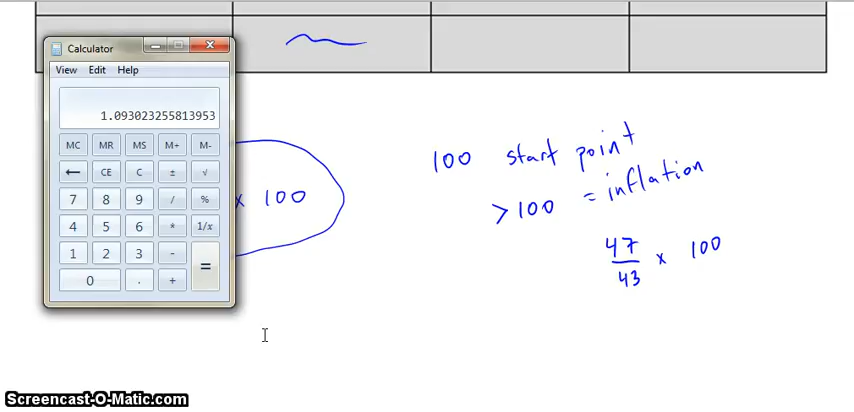 Calculator
View Edit Help
1.093023255813953
MC MR MS M+ M-
← CE C ± √
7 8 9 / %
4 5 6 * 1/x
1 2 3 - =
0 . +
x 100
100 start point
>100 = inflation
47
43
x 100
Screencast-O-Matic.com